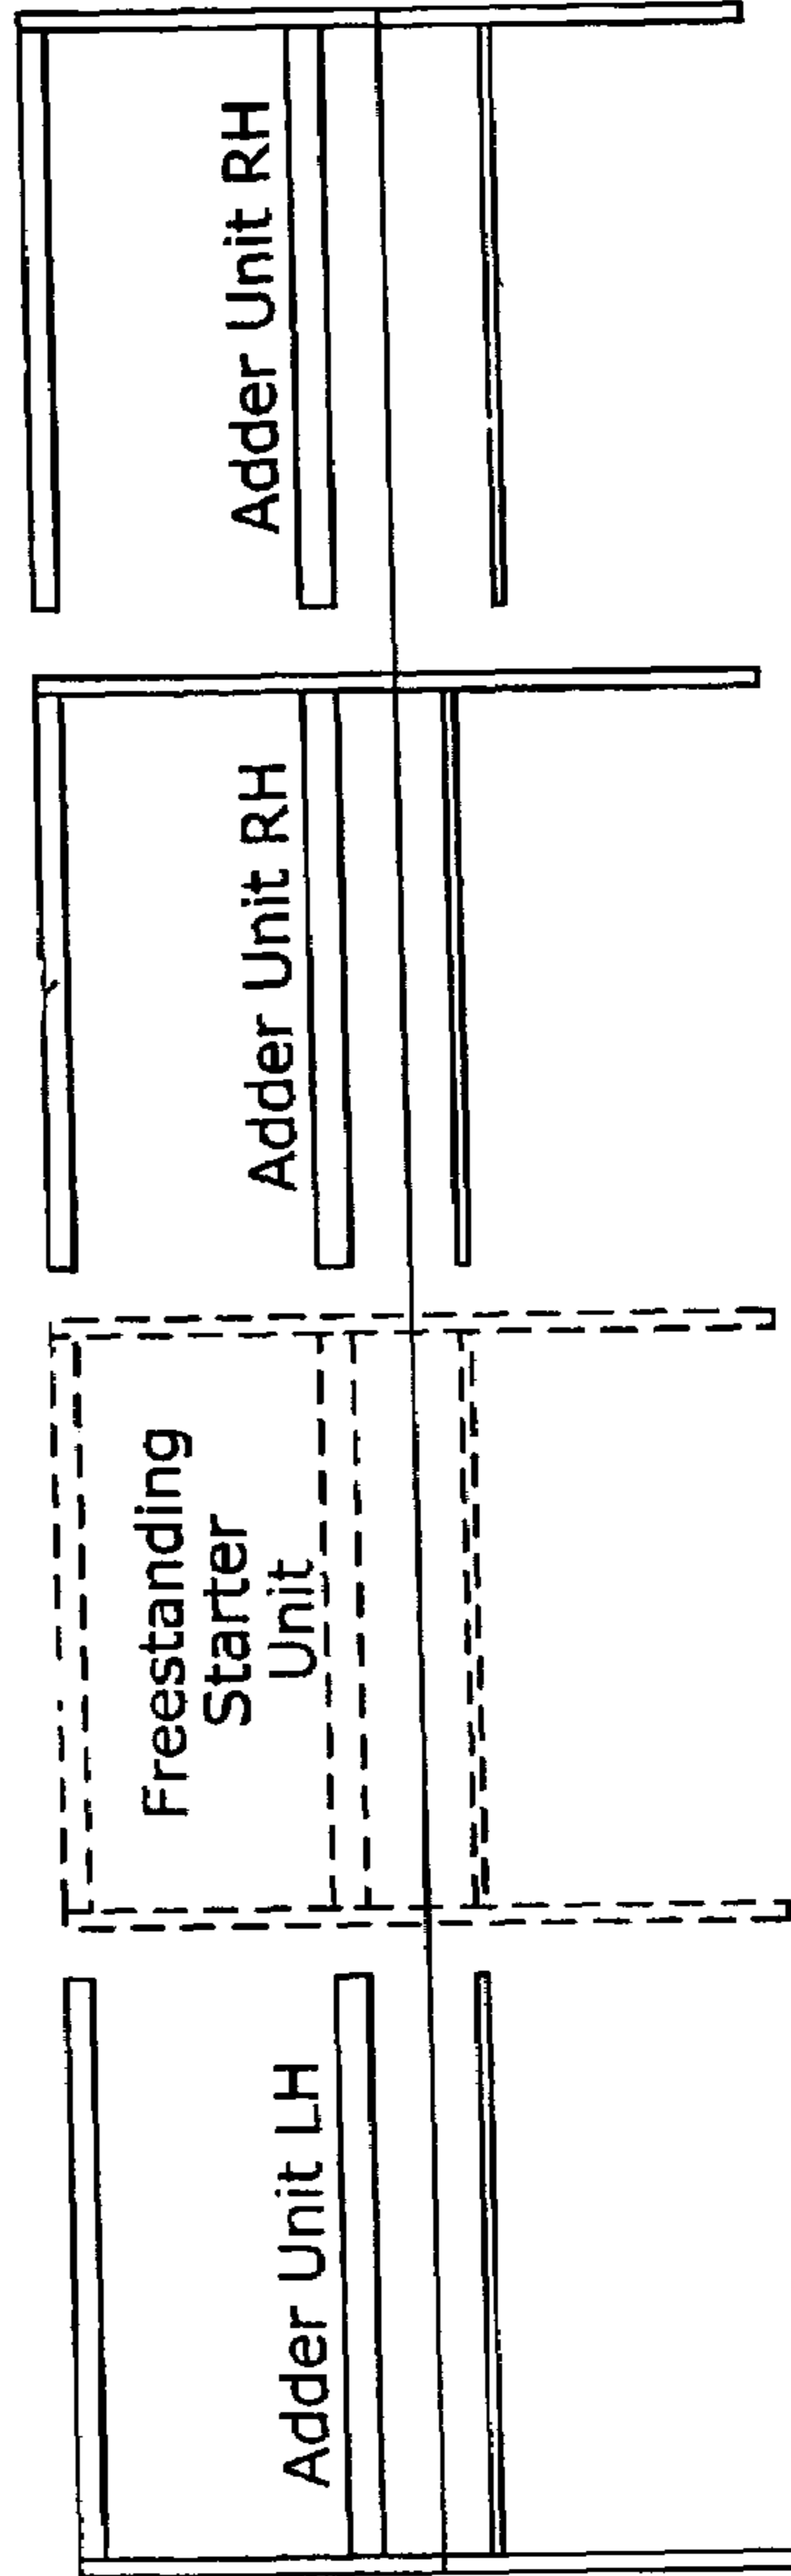 Adder Unit LH
Freestanding
Starter
Unit
Adder Unit RH
Adder Unit RH